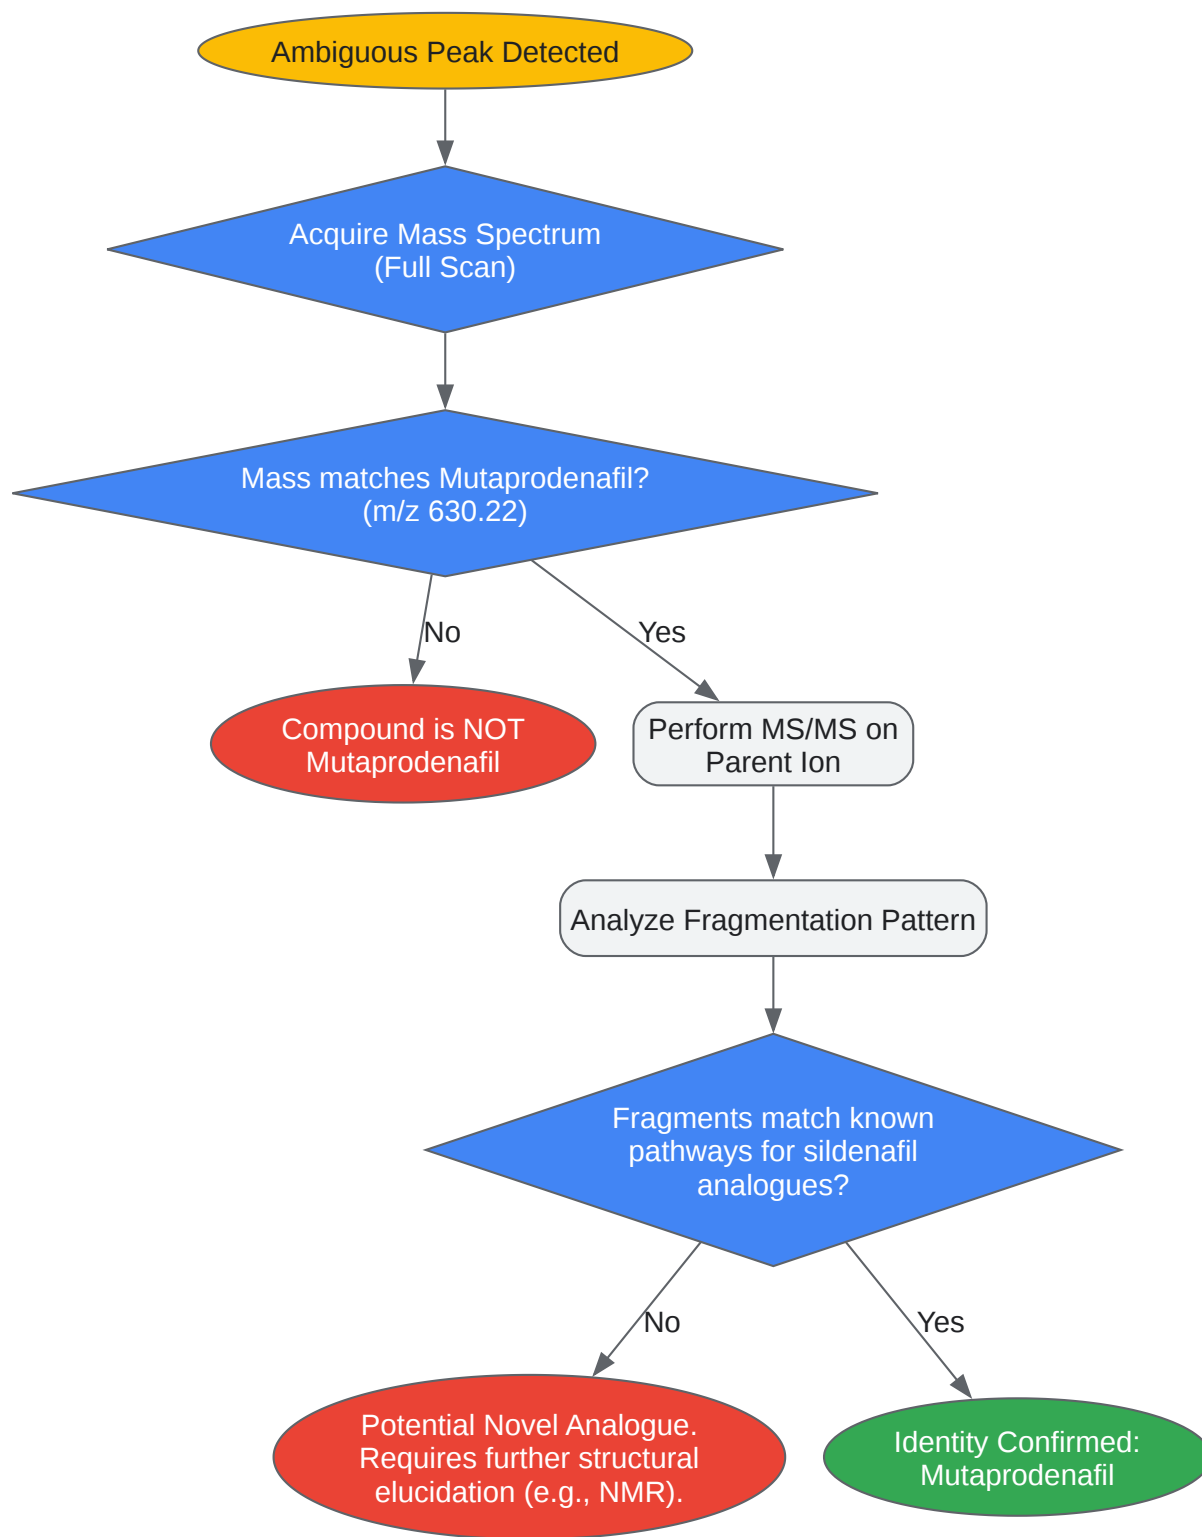 Ambiguous Peak Detected
Acquire Mass Spectrum
(Full Scan)
Mass matches Mutaprodenafil?
(m/z 630.22)
No
Yes
Compound is NOT
Mutaprodenafil
Perform MS/MS on
Parent Ion
Analyze Fragmentation Pattern
Fragments match known
pathways for sildenafil
analogues?
No
Yes
Potential Novel Analogue.
Requires further structural
elucidation (e.g., NMR).
Identity Confirmed:
Mutaprodenafil